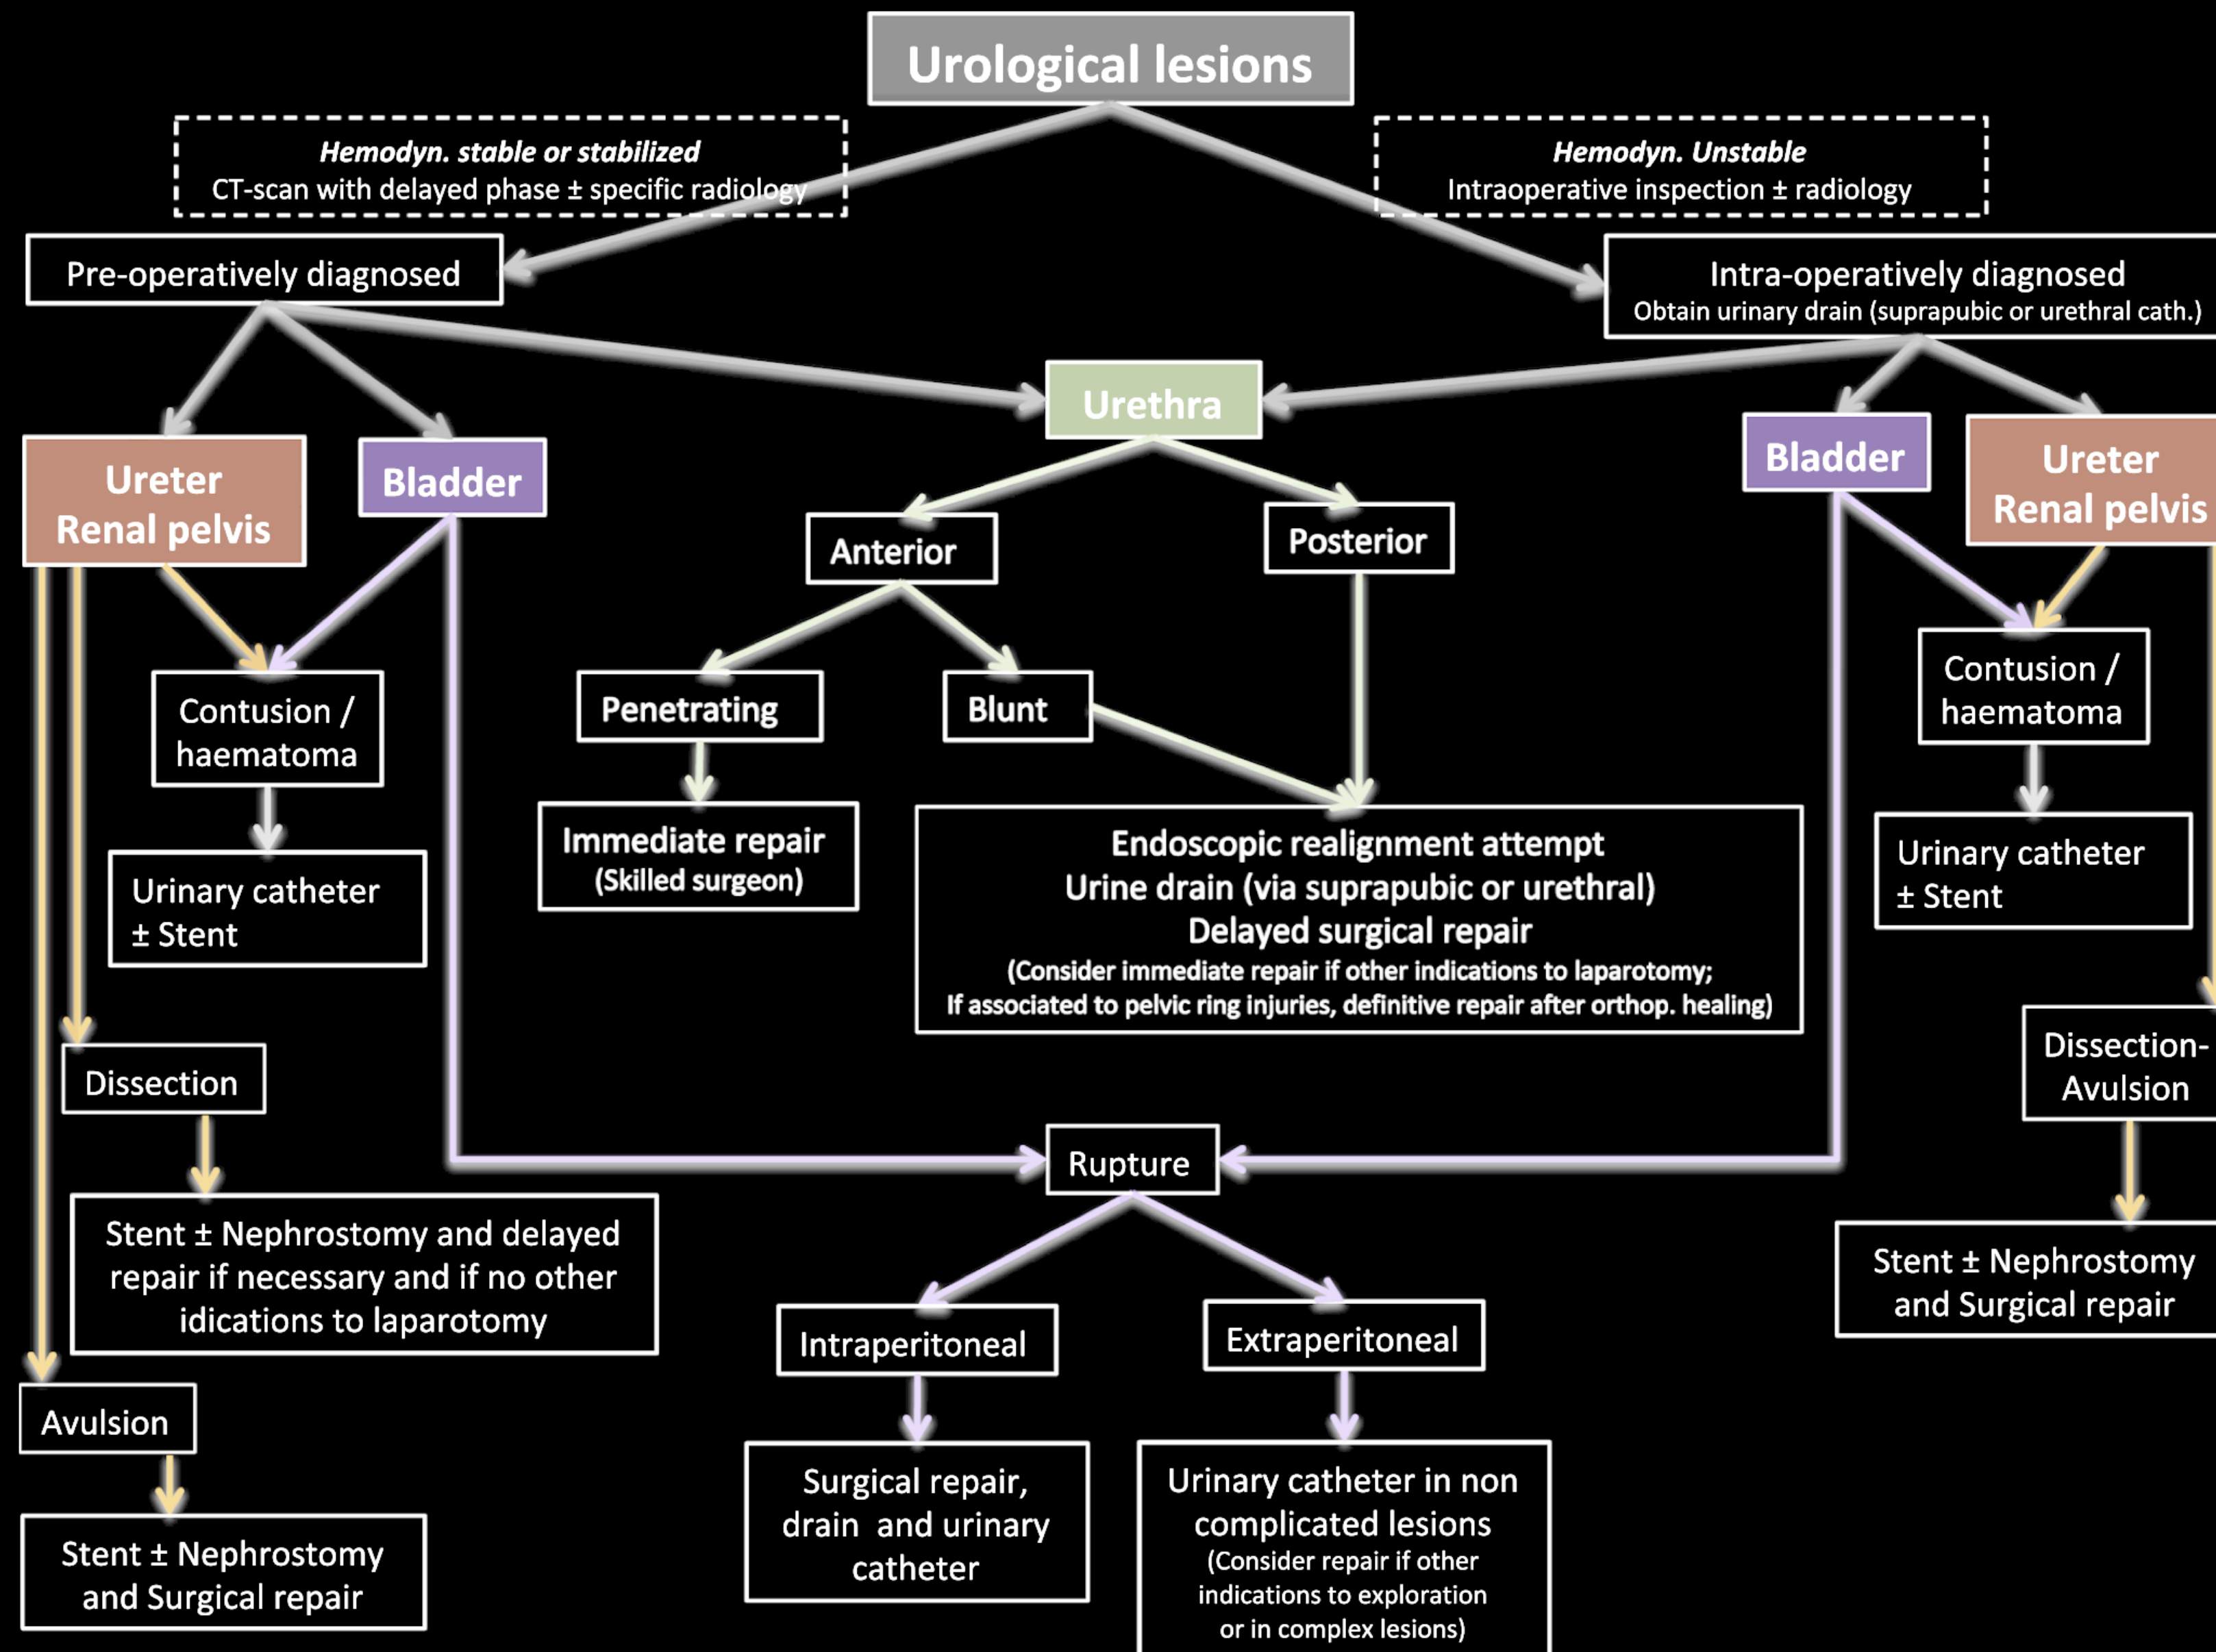 Urological lesions
Hemodyn. stable or stabilized
CT-scan with delayed phase ± specific radiology
Hemodyn. Unstable
Intraoperative inspection ± radiology
Pre-operatively diagnosed
Intra-operatively diagnosed
Obtain urinary drain (suprapubic or urethral cath.)
Urethra
Ureter
Renal pelvis
Bladder
Bladder
Ureter
Renal pelvis
Anterior
Posterior
Contusion /
haematoma
Penetrating
Blunt
Contusion /
haematoma
Urinary catheter
± Stent
Immediate repair
(Skilled surgeon)
Endoscopic realignment attempt
Urine drain (via suprapubic or urethral)
Delayed surgical repair
(Consider immediate repair if other indications to laparotomy;
If associated to pelvic ring injuries, definitive repair after orthop. healing)
Urinary catheter
± Stent
Dissection
Dissection-
Avulsion
Rupture
Stent ± Nephrostomy and delayed
repair if necessary and if no other
idications to laparotomy
Stent ± Nephrostomy
and Surgical repair
Intraperitoneal
Extraperitoneal
Avulsion
Stent ± Nephrostomy
and Surgical repair
Surgical repair,
drain and urinary
catheter
Urinary catheter in non
complicated lesions
(Consider repair if other
indications to exploration
or in complex lesions)